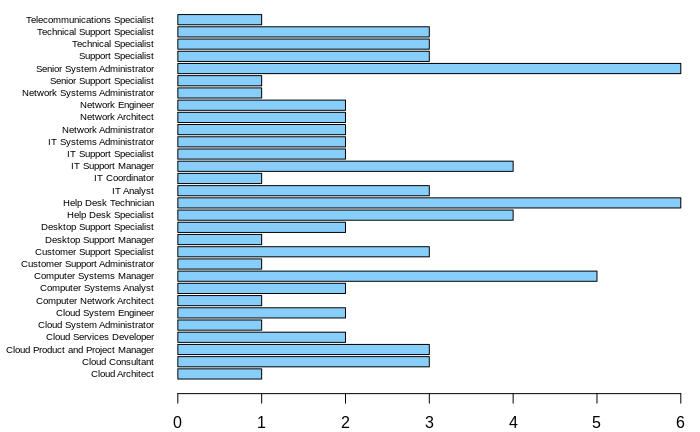 Telecommunications Specialist
Technical Support Specialist
Technical Specialist
Support Specialist
Senior System Administrator
Senior Support Specialist
Network Systems Administrator
Network Engineer
Network Architect
Network Administrator
IT Systems Administrator
IT Support Specialist
IT Support Manager
IT Coordinator
IT Analyst
Help Desk Technician
Help Desk Specialist
Desktop Support Specialist
Desktop Support Manager
Customer Support Specialist
Customer Support Administrator
Computer Systems Manager
Computer Systems Analyst
Computer Network Architect
Cloud System Engineer
Cloud System Administrator
Cloud Services Developer
Cloud Product and Project Manager
Cloud Consultant
Cloud Architect
0 1 2 3 4 5 6